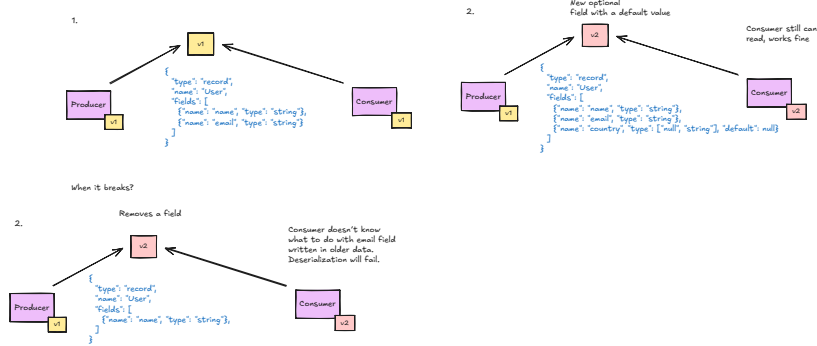 1.
v1
{
"type": "record",
"name": "User",
"fields": [
{"name": "name", "type": "string"},
{"name": "email", "type": "string"}
]
}
Producer
v1
Consumer
v1
2.
New optional
field with a default value
v2
Consumer still can
read, works fine
{
"type": "record",
"name": "User",
"fields": [
{"name": "name", "type": "string"},
{"name": "email", "type": "string"},
{"name": "country", "type": ["null", "string"], "default": null}
]
}
Producer
v1
Consumer
v2
When it breaks?
2.
Removes a field
v2
Consumer doesn't know
what to do with email field
written in older data.
Deserialization will fail.
{
"type": "record",
"name": "User",
"fields": [
{"name": "name", "type": "string"},
]
}
Producer
v1
Consumer
v2